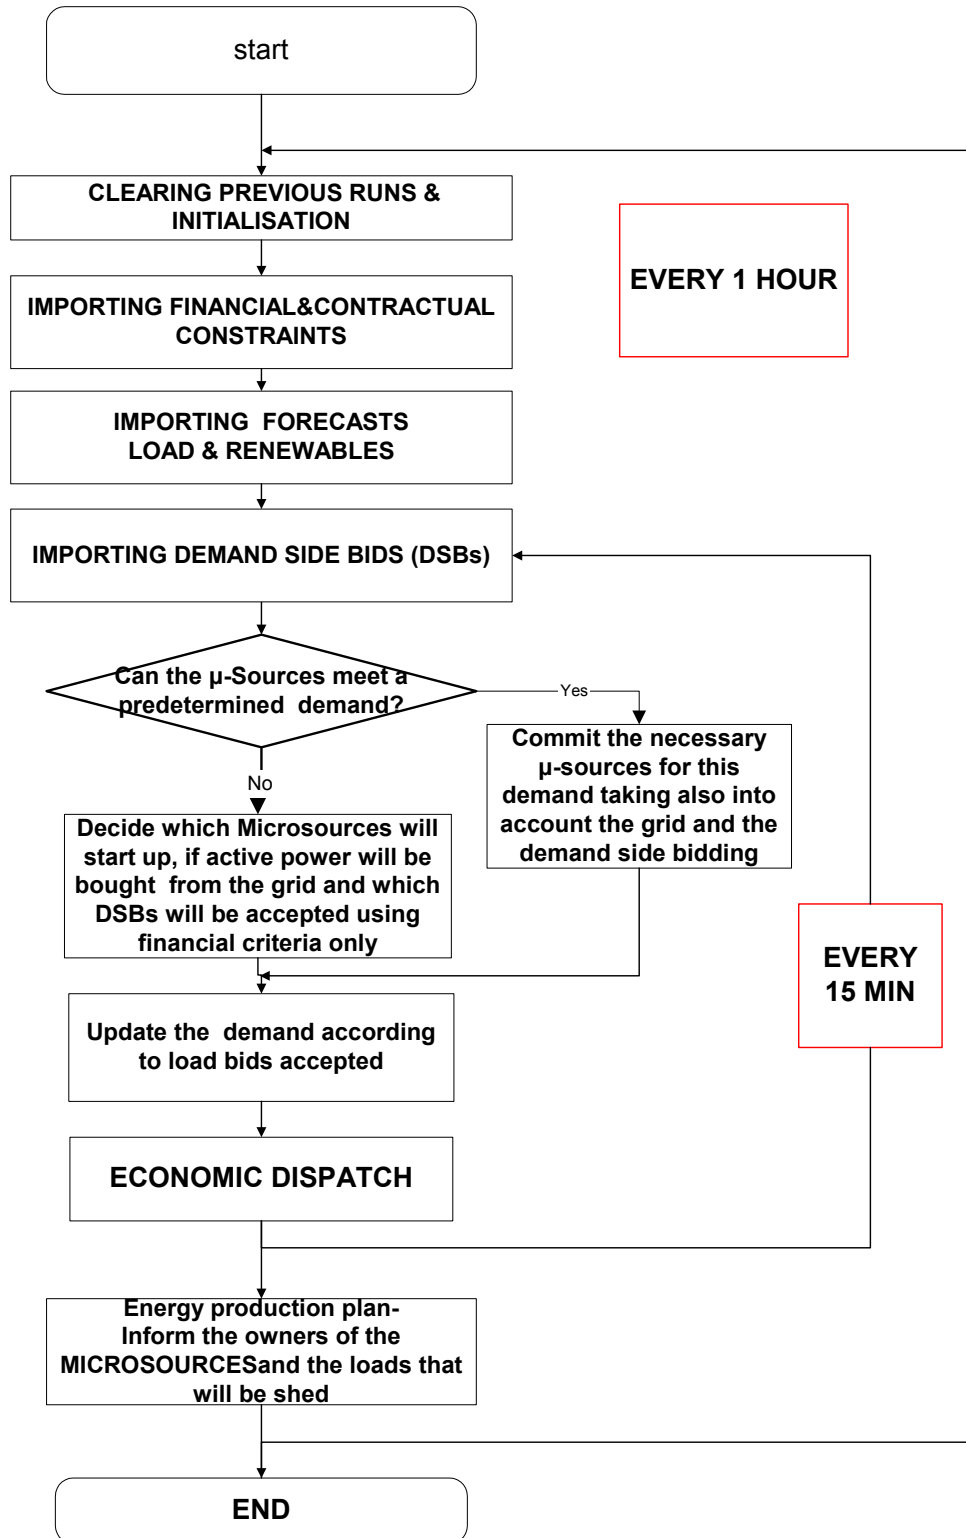 start
CLEARING PREVIOUS RUNS &
INITIALISATION
EVERY 1 HOUR
IMPORTING FINANCIAL&CONTRACTUAL
CONSTRAINTS
IMPORTING FORECASTS
LOAD & RENEWABLES
IMPORTING DEMAND SIDE BIDS (DSBs)
Can the µ-Sources meet a
predetermined demand?
Yes
Commit the necessary
µ-sources for this
demand taking also into
account the grid and the
demand side bidding
No
Decide which Microsources will
start up, if active power will be
bought from the grid and which
DSBs will be accepted using
financial criteria only
EVERY
15 MIN
Update the demand according
to load bids accepted
ECONOMIC DISPATCH
Energy production plan-
Inform the owners of the
MICROSOURCESand the loads that
will be shed
END